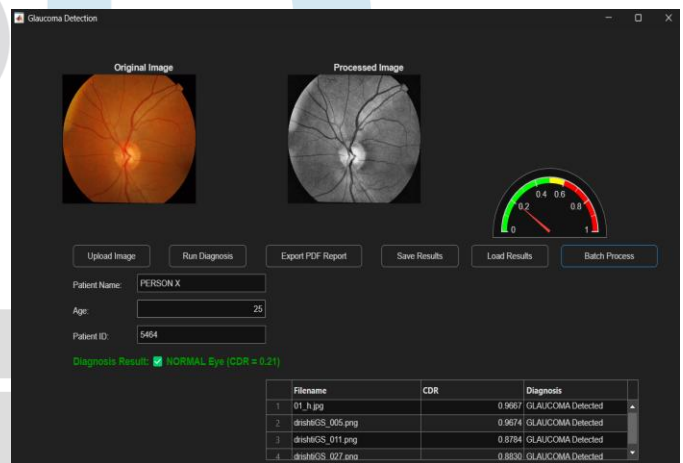 Glaucoma Detection
Original Image
Processed Image
0 0.2 0.4 0.6 0.8 1
Upload Image Run Diagnosis Export PDF Report Save Results Load Results Batch Process
Patient Name: PERSON X
Age: 25
Patient ID: 5464
Diagnosis Result: ✅ NORMAL Eye (CDR = 0.21)
Filename CDR Diagnosis
1 01_h.jpg 0.9667 GLAUCOMA Detected
2 drishtiGS_005.png 0.9674 GLAUCOMA Detected
3 drishtiGS_011.png 0.8784 GLAUCOMA Detected
4 drishtiGS_027.png 0.8830 GLAUCOMA Detected